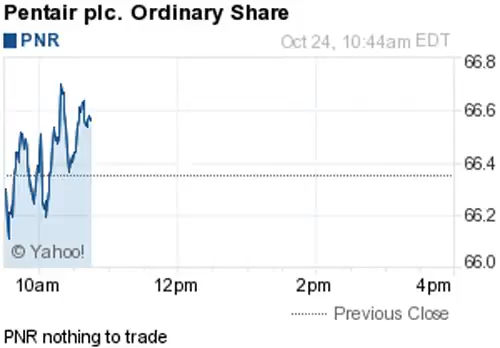 Pentair plc. Ordinary Share
PNR Oct 24, 10:44am EDT
66.8
66.6
66.4
66.2
66.0
© Yahoo!
10am 12pm 2pm 4pm
Previous Close
PNR nothing to trade